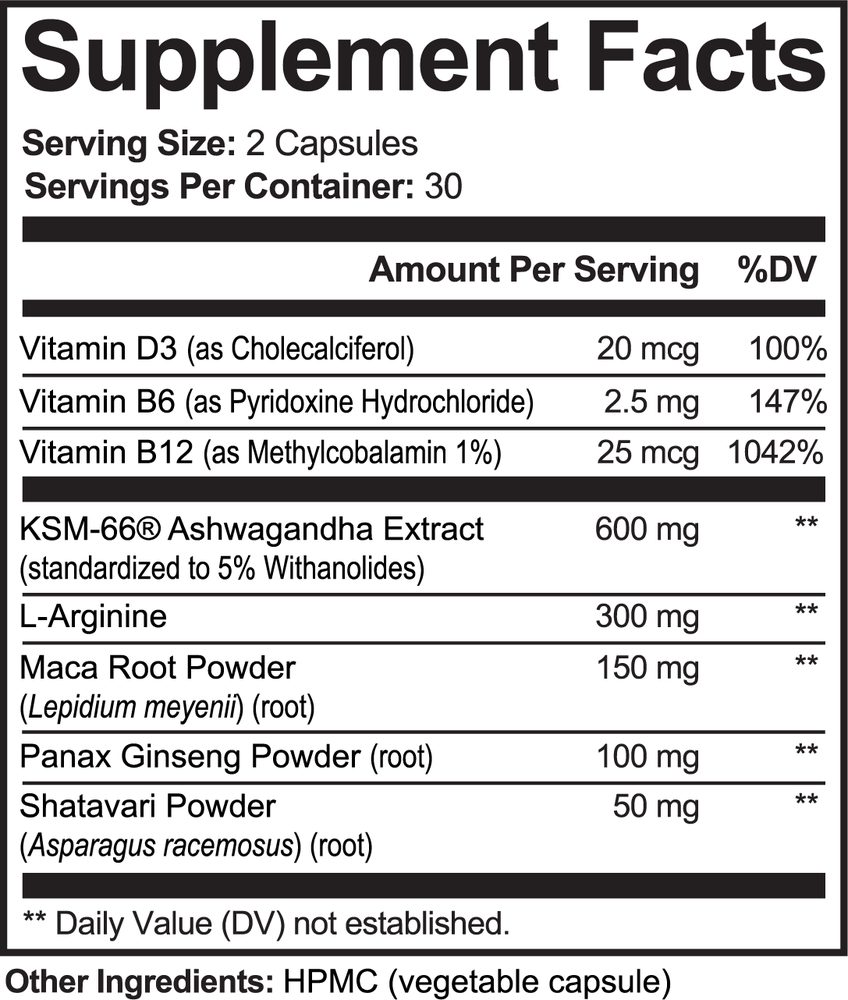 Supplement Facts
Serving Size: 2 Capsules
Servings Per Container: 30
Amount Per Serving %DV
Vitamin D3 (as Cholecalciferol) 20 mcg 100%
Vitamin B6 (as Pyridoxine Hydrochloride) 2.5 mg 147%
Vitamin B12 (as Methylcobalamin 1%) 25 mcg 1042%
KSM-66® Ashwagandha Extract 600 mg **
(standardized to 5% Withanolides)
L-Arginine 300 mg **
Maca Root Powder 150 mg **
(Lepidium meyenii) (root)
Panax Ginseng Powder (root) 100 mg **
Shatavari Powder 50 mg **
(Asparagus racemosus) (root)
** Daily Value (DV) not established.
Other Ingredients: HPMC (vegetable capsule)